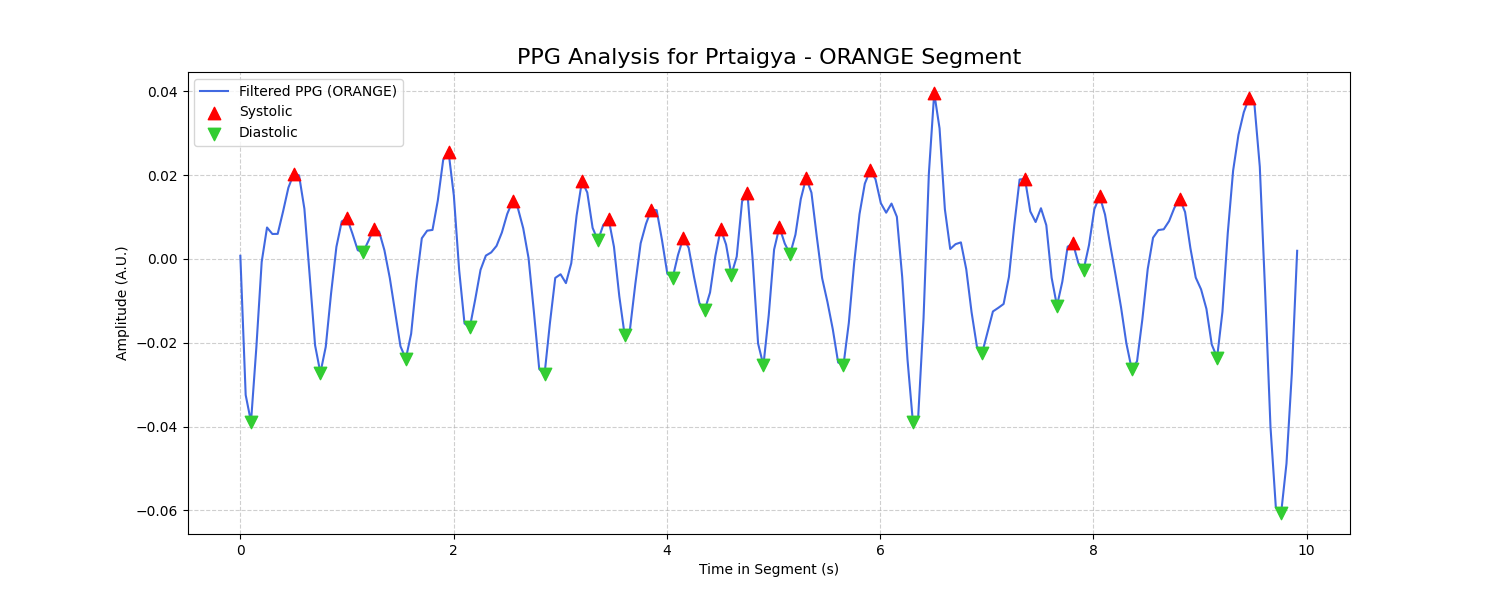 PPG Analysis for Prtaigya - ORANGE Segment
Filtered PPG (ORANGE)
Systolic
Diastolic
Amplitude (A.U.)
0.04
0.02
0.00
−0.02
−0.04
−0.06
0 2 4 6 8 10
Time in Segment (s)